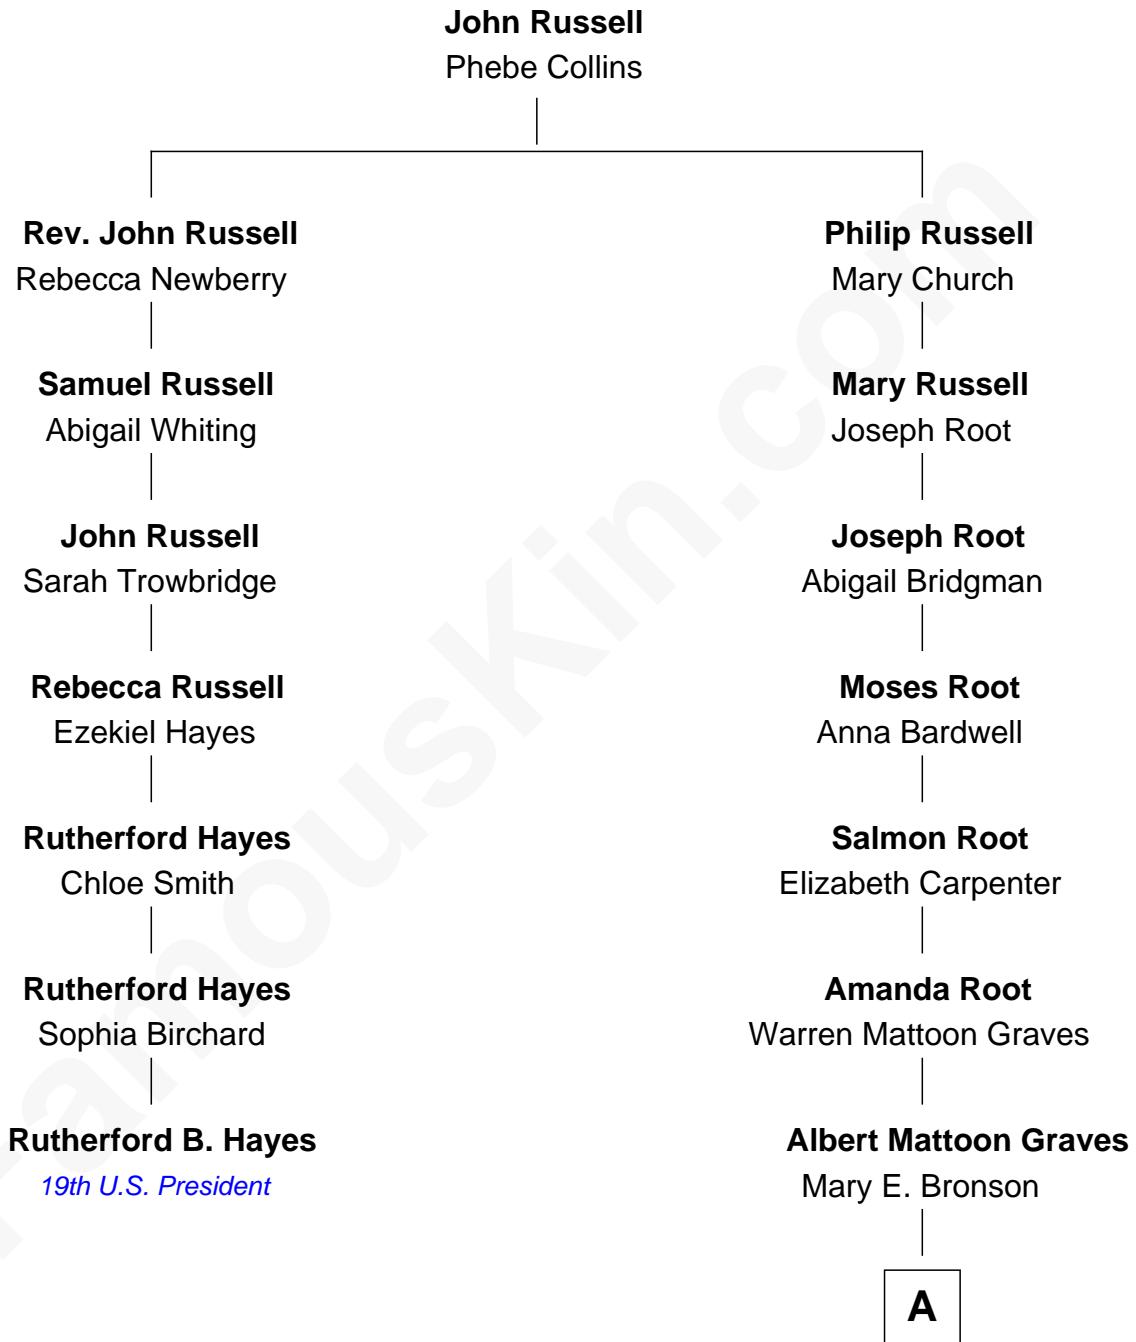 John Russell
Phebe Collins
Rev. John Russell
Rebecca Newberry
Philip Russell
Mary Church
Samuel Russell
Abigail Whiting
Mary Russell
Joseph Root
John Russell
Sarah Trowbridge
Joseph Root
Abigail Bridgman
Rebecca Russell
Ezekiel Hayes
Moses Root
Anna Bardwell
Rutherford Hayes
Chloe Smith
Salmon Root
Elizabeth Carpenter
Rutherford Hayes
Sophia Birchard
Amanda Root
Warren Mattoon Graves
Rutherford B. Hayes
19th U.S. President
Albert Mattoon Graves
Mary E. Bronson
A
FamousKin.com